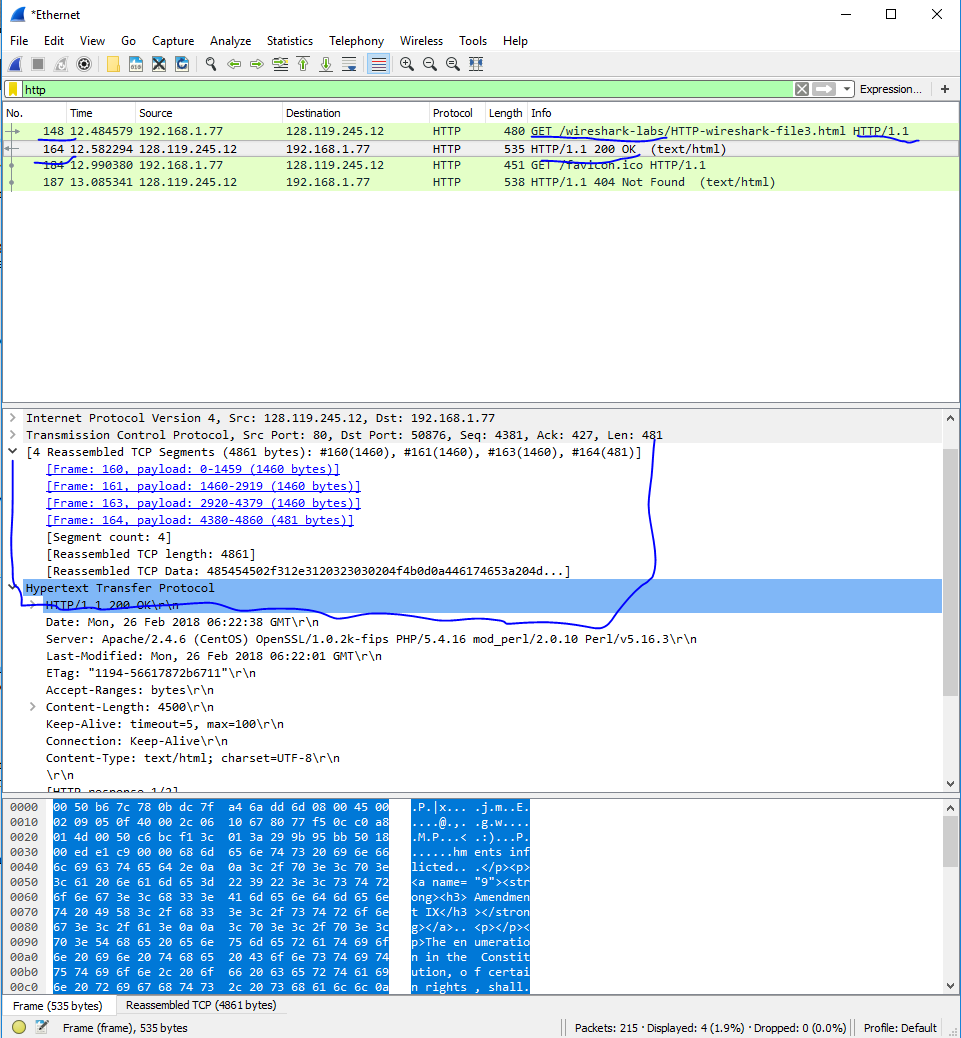 *Ethernet
File Edit View Go Capture Analyze Statistics Telephony Wireless Tools Help
http Expression... +
No. Time Source Destination Protocol Length Info
148 12.484579 192.168.1.77 128.119.245.12 HTTP 480 GET /wireshark-labs/HTTP-wireshark-file3.html HTTP/1.1
164 12.582294 128.119.245.12 192.168.1.77 HTTP 535 HTTP/1.1 200 OK (text/html)
184 12.990380 192.168.1.77 128.119.245.12 HTTP 451 GET /favicon.ico HTTP/1.1
187 13.085341 128.119.245.12 192.168.1.77 HTTP 538 HTTP/1.1 404 Not Found (text/html)
Internet Protocol Version 4, Src: 128.119.245.12, Dst: 192.168.1.77
Transmission Control Protocol, Src Port: 80, Dst Port: 50876, Seq: 4381, Ack: 427, Len: 481
[4 Reassembled TCP Segments (4861 bytes): #160(1460), #161(1460), #163(1460), #164(481)]
[Frame: 160, payload: 0-1459 (1460 bytes)]
[Frame: 161, payload: 1460-2919 (1460 bytes)]
[Frame: 163, payload: 2920-4379 (1460 bytes)]
[Frame: 164, payload: 4380-4860 (481 bytes)]
[Segment count: 4]
[Reassembled TCP length: 4861]
[Reassembled TCP Data: 485454502f312e3120323030204f4b0d0a446174653a204d...]
Hypertext Transfer Protocol
HTTP/1.1 200 OK\r\n
Date: Mon, 26 Feb 2018 06:22:38 GMT\r\n
Server: Apache/2.4.6 (CentOS) OpenSSL/1.0.2k-fips PHP/5.4.16 mod_perl/2.0.10 Perl/v5.16.3\r\n
Last-Modified: Mon, 26 Feb 2018 06:22:01 GMT\r\n
ETag: "1194-56617872b6711"\r\n
Accept-Ranges: bytes\r\n
Content-Length: 4500\r\n
Keep-Alive: timeout=5, max=100\r\n
Connection: Keep-Alive\r\n
Content-Type: text/html; charset=UTF-8\r\n
\r\n
[HTTP response 1/2]
0000 00 50 b6 7c 78 0b dc 7f a4 6a dd 6d 08 00 45 00 .P.|x... .j.m..E.
0010 02 09 05 0f 40 00 2c 06 10 67 80 77 f5 0c c0 a8 ....@.,. .g.w....
0020 01 4d 00 50 c6 bc f1 3c 01 3a 29 9b 95 bb 50 18 .M.P...< .:)...P.
0030 00 ed e1 c9 00 00 68 6d 65 6e 74 73 20 69 6e 66 ......hm ents inf
0040 6c 69 63 74 65 64 2e 0a 0a 3c 2f 70 3e 3c 70 3e licted.. .</p><p>
0050 3c 61 20 6e 61 6d 65 3d 22 39 22 3e 3c 73 74 72 <a name= "9"><str
0060 6f 6e 67 3e 3c 68 33 3e 41 6d 65 6e 64 6d 65 6e ong><h3> Amendmen
0070 74 20 49 58 3c 2f 68 33 3e 3c 2f 73 74 72 6f 6e t IX</h3 ></stron
0080 67 3e 3c 2f 61 3e 0a 0a 3c 70 3e 3c 2f 70 3e 3c g></a>.. <p></p><
0090 70 3e 54 68 65 20 65 6e 75 6d 65 72 61 74 69 6f p>The en umeratio
00a0 6e 20 69 6e 20 74 68 65 20 43 6f 6e 73 74 69 74 n in the Constit
00b0 75 74 69 6f 6e 2c 20 6f 66 20 63 65 72 74 61 69 ution, o f certai
00c0 6e 20 72 69 67 68 74 73 2c 20 73 68 61 6c 6c 0a n rights , shall.
Frame (535 bytes) Reassembled TCP (4861 bytes)
Frame (frame), 535 bytes Packets: 215 · Displayed: 4 (1.9%) · Dropped: 0 (0.0%) Profile: Default